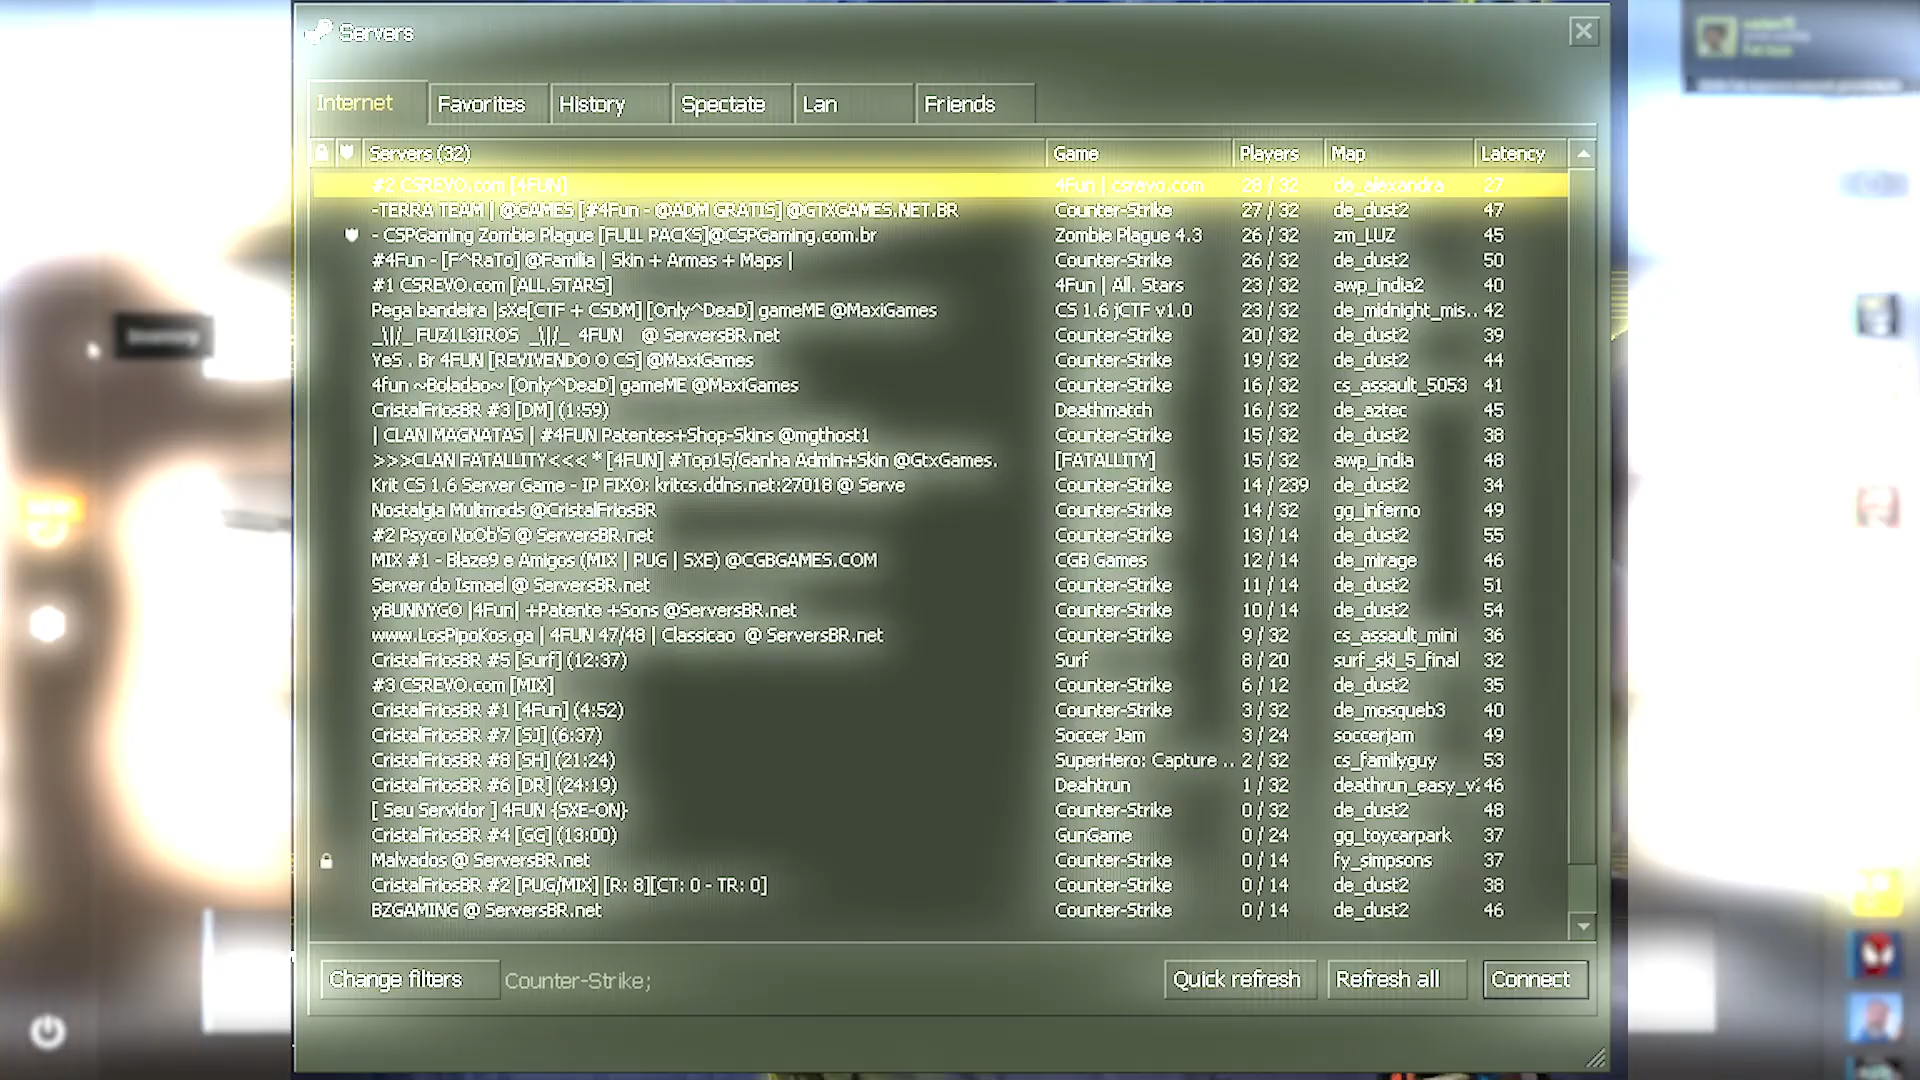 Servers
Internet Favorites History Spectate Lan Friends
Servers (32) Game Players Map Latency
#2 CSREVO.com [4FUN] 4Fun | csrevo.com 28 / 32 de_alexandra 27
-TERRA TEAM | @GAMES [#4Fun - @ADM GRATIS] @GTXGAMES.NET.BR Counter-Strike 27 / 32 de_dust2 47
- CSPGaming Zombie Plague [FULL PACKS]@CSPGaming.com.br Zombie Plague 4.3 26 / 32 zm_LUZ 45
#4Fun - [F^RaTo] @Familia | Skin + Armas + Maps | Counter-Strike 26 / 32 de_dust2 50
#1 CSREVO.com [ALL.STARS] 4Fun | All. Stars 23 / 32 awp_india2 40
Pega bandeira |sXe[CTF + CSDM] [Only^DeaD] gameME @MaxiGames CS 1.6 jCTF v1.0 23 / 32 de_midnight_mis.. 42
_\|/_ FUZ1L3IROS _\|/_ 4FUN @ ServersBR.net Counter-Strike 20 / 32 de_dust2 39
YeS . Br 4FUN [REVIVENDO O CS] @MaxiGames Counter-Strike 19 / 32 de_dust2 44
4fun ~Boladao~ [Only^DeaD] gameME @MaxiGames Counter-Strike 16 / 32 cs_assault_5053 41
CristalFriosBR #3 [DM] (1:59) Deathmatch 16 / 32 de_aztec 45
| CLAN MAGNATAS | #4FUN Patentes+Shop-Skins @mgthost1 Counter-Strike 15 / 32 de_dust2 38
>>>CLAN FATALLITY<<< * [4FUN] #Top15/Ganha Admin+Skin @GtxGames. [FATALLITY] 15 / 32 awp_india 48
Krit CS 1.6 Server Game - IP FIXO: kritcs.ddns.net:27018 @ Serve Counter-Strike 14 / 239 de_dust2 34
Nostalgia Multmods @CristalFriosBR Counter-Strike 14 / 32 gg_inferno 49
#2 Psyco NoOb'S @ ServersBR.net Counter-Strike 13 / 14 de_dust2 55
MIX #1 - Blaze9 e Amigos (MIX | PUG | SXE) @CGBGAMES.COM CGB Games 12 / 14 de_mirage 46
Server do Ismael @ ServersBR.net Counter-Strike 11 / 14 de_dust2 51
yBUNNYGO |4Fun| +Patente +Sons @ServersBR.net Counter-Strike 10 / 14 de_dust2 54
www.LosPipoKos.ga | 4FUN 47/48 | Classicao @ ServersBR.net Counter-Strike 9 / 32 cs_assault_mini 36
CristalFriosBR #5 [Surf] (12:37) Surf 8 / 20 surf_ski_5_final 32
#3 CSREVO.com [MIX] Counter-Strike 6 / 12 de_dust2 35
CristalFriosBR #1 [4Fun] (4:52) Counter-Strike 3 / 32 de_mosqueb3 40
CristalFriosBR #7 [SJ] (6:37) Soccer Jam 3 / 24 soccerjam 49
CristalFriosBR #8 [SH] (21:24) SuperHero: Capture .. 2 / 32 cs_familyguy 53
CristalFriosBR #6 [DR] (24:19) Deahtrun 1 / 32 deathrun_easy_v2 46
[ Seu Servidor ] 4FUN {SXE-ON} Counter-Strike 0 / 32 de_dust2 48
CristalFriosBR #4 [GG] (13:00) GunGame 0 / 24 gg_toycarpark 37
Malvados @ ServersBR.net Counter-Strike 0 / 14 fy_simpsons 37
CristalFriosBR #2 [PUG/MIX] [R: 8][CT: 0 - TR: 0] Counter-Strike 0 / 14 de_dust2 38
BZGAMING @ ServersBR.net Counter-Strike 0 / 14 de_dust2 46
Change filters Counter-Strike; Quick refresh Refresh all Connect